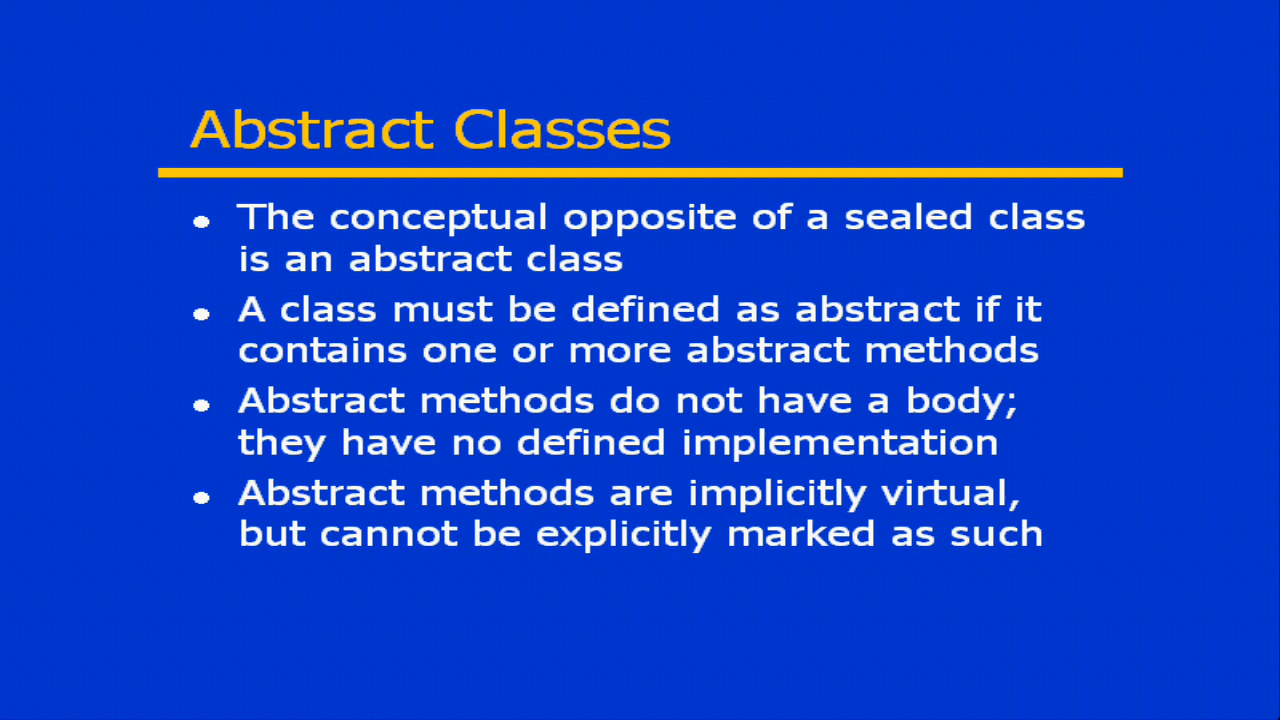 Abstract Classes
• The conceptual opposite of a sealed class
is an abstract class
• A class must be defined as abstract if it
contains one or more abstract methods
• Abstract methods do not have a body;
they have no defined implementation
• Abstract methods are implicitly virtual,
but cannot be explicitly marked as such